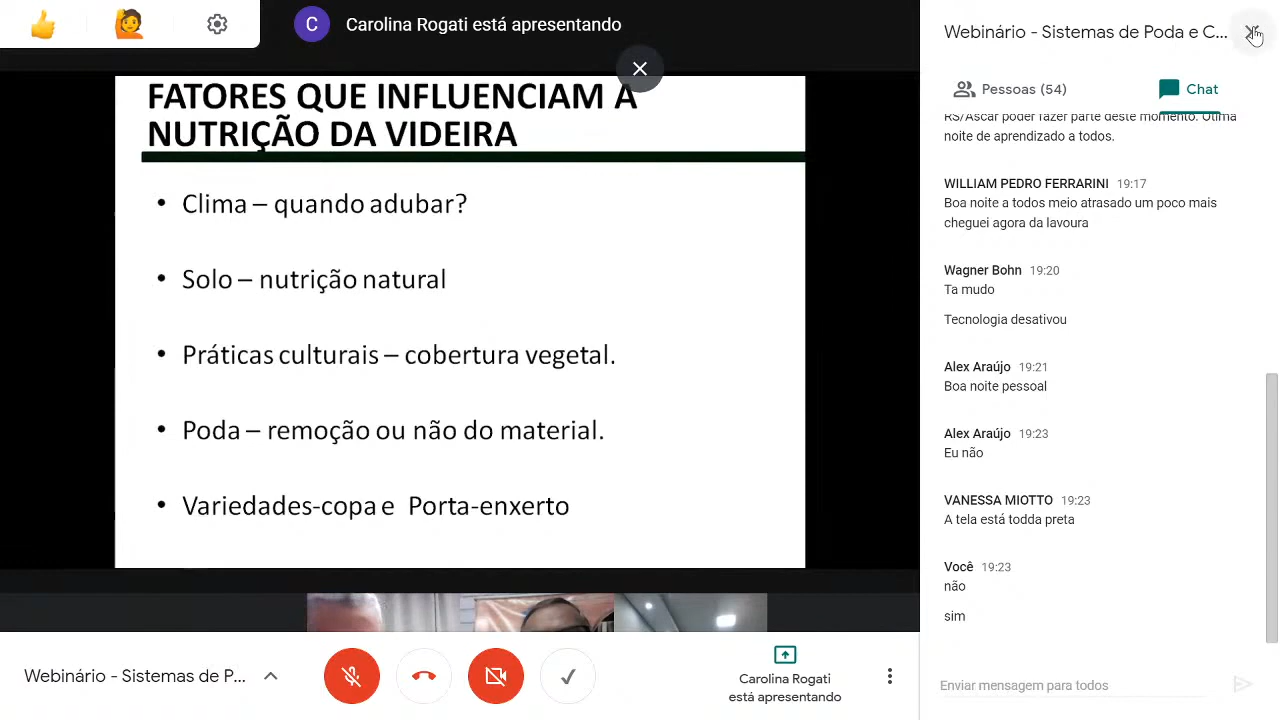 C Carolina Rogati está apresentando
FATORES QUE INFLUENCIAM A
NUTRIÇÃO DA VIDEIRA
• Clima – quando adubar?
• Solo – nutrição natural
• Práticas culturais – cobertura vegetal.
• Poda – remoção ou não do material.
• Variedades-copa e Porta-enxerto
Webinário - Sistemas de P...
Carolina Rogati
está apresentando
Webinário - Sistemas de Poda e C...
Pessoas (54) Chat
RS/Ascar poder fazer parte deste momento. Ótima
noite de aprendizado a todos.
WILLIAM PEDRO FERRARINI 19:17
Boa noite a todos meio atrasado um poco mais
cheguei agora da lavoura
Wagner Bohn 19:20
Ta mudo
Tecnologia desativou
Alex Araújo 19:21
Boa noite pessoal
Alex Araújo 19:23
Eu não
VANESSA MIOTTO 19:23
A tela está todda preta
Você 19:23
não
sim
Enviar mensagem para todos